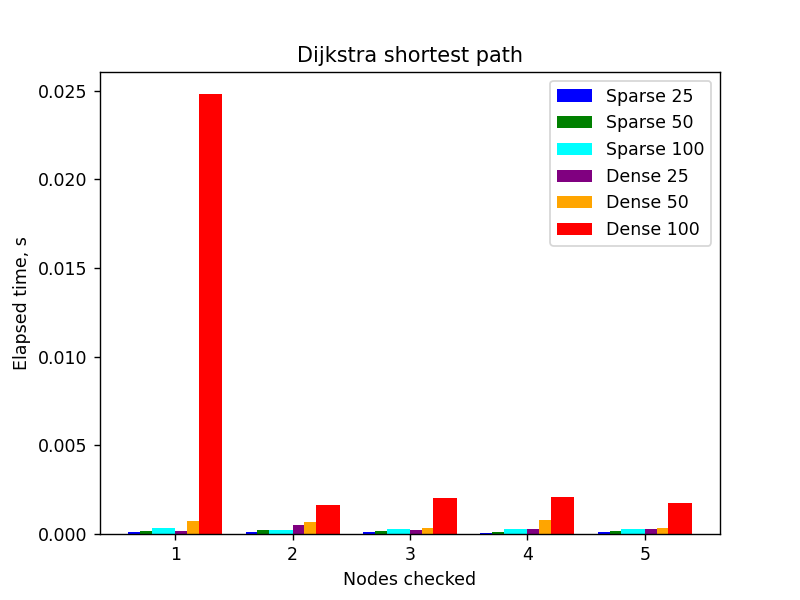 Dijkstra shortest path
0.025
0.020
0.015
0.010
0.005
0.000
Elapsed time, s
Sparse 25
Sparse 50
Sparse 100
Dense 25
Dense 50
Dense 100
1 2 3 4 5
Nodes checked